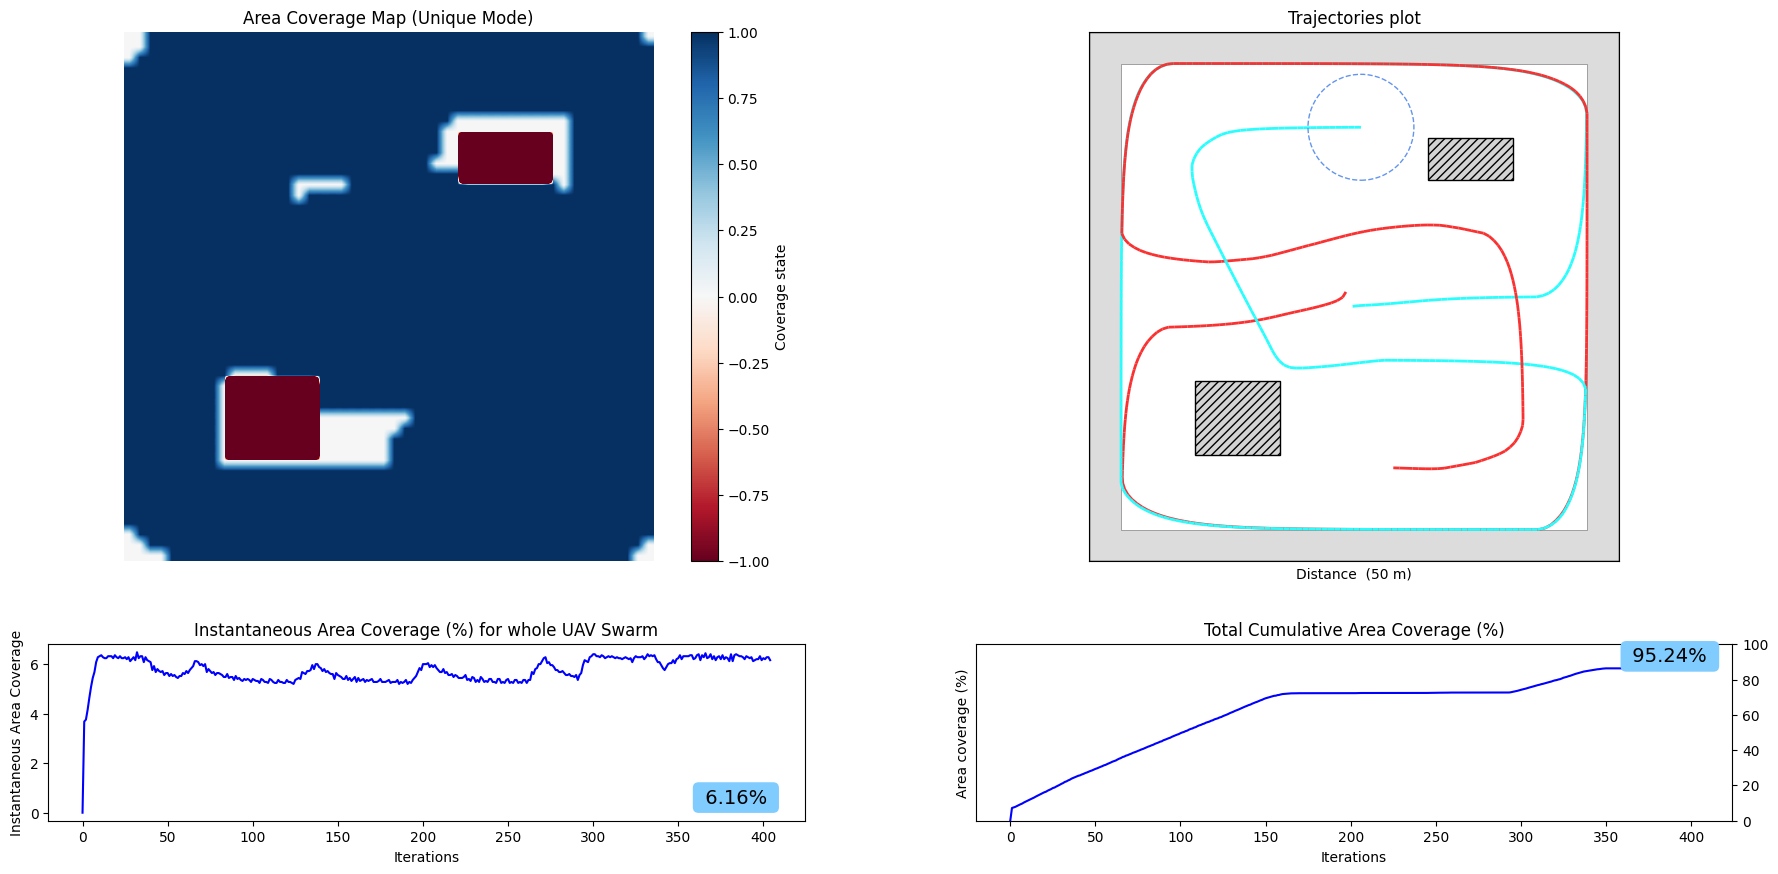 Area Coverage Map (Unique Mode)
1.00
0.75
0.50
0.25
0.00
−0.25
−0.50
−0.75
−1.00
Coverage state
Trajectories plot
Distance  (50 m)
Instantaneous Area Coverage (%) for whole UAV Swarm
Instantaneous Area Coverage
6
4
2
0
6.16%
0 50 100 150 200 250 300 350 400
Iterations
Total Cumulative Area Coverage (%)
Area coverage (%)
95.24%
100
80
60
40
20
0
0 50 100 150 200 250 300 350 400
Iterations